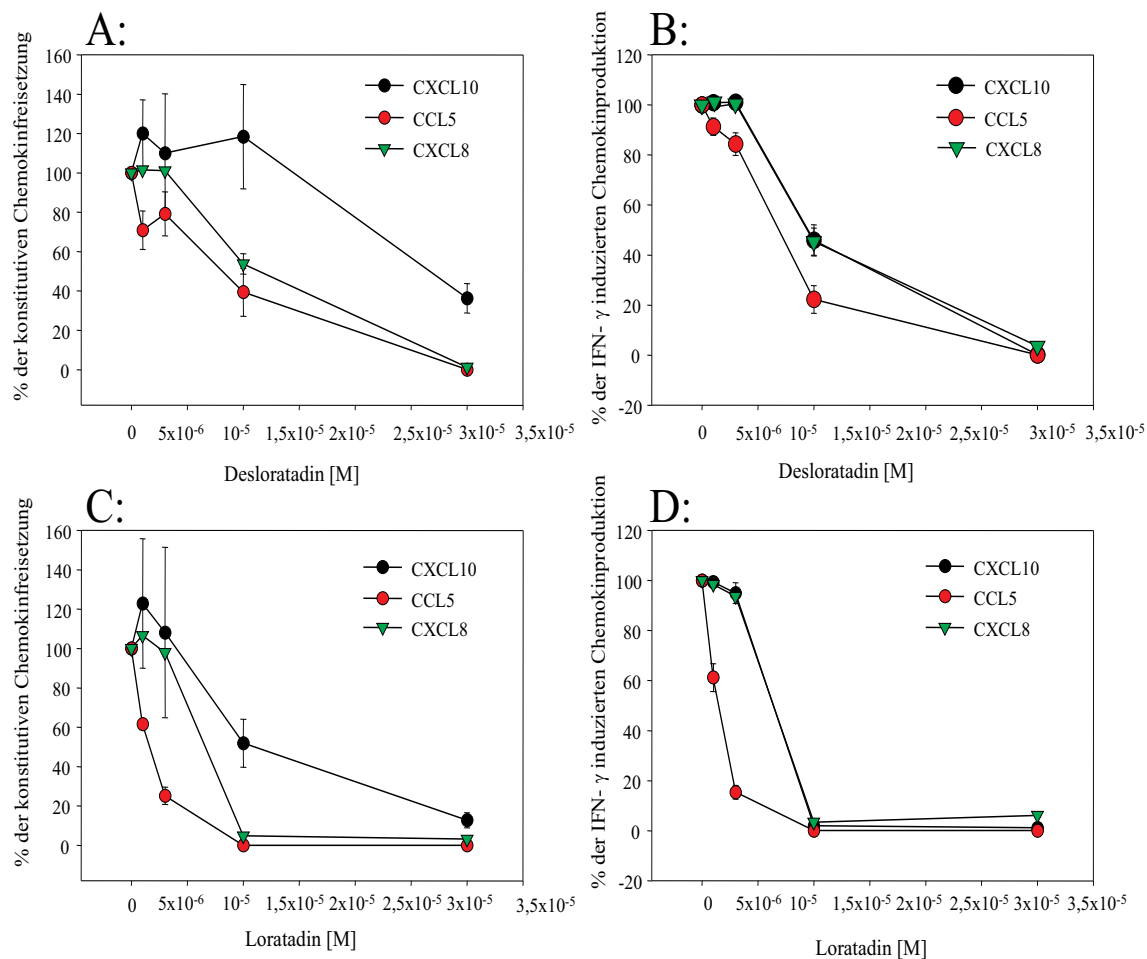 A:
% der konstitutiven Chemokinfreisetzung
160
140
120
100
80
60
40
20
0
CXCL10
CCL5
CXCL8
0 5x10⁻⁶ 10⁻⁵ 1,5x10⁻⁵ 2x10⁻⁵ 2,5x10⁻⁵ 3x10⁻⁵ 3,5x10⁻⁵
Desloratadin [M]
B:
% der IFN- γ induzierten Chemokinproduktion
120
100
80
60
40
20
0
-20
CXCL10
CCL5
CXCL8
0 5x10⁻⁶ 10⁻⁵ 1,5x10⁻⁵ 2x10⁻⁵ 2,5x10⁻⁵ 3x10⁻⁵ 3,5x10⁻⁵
Desloratadin [M]
C:
% der konstitutiven Chemokinfreisetzung
160
140
120
100
80
60
40
20
0
CXCL10
CCL5
CXCL8
0 5x10⁻⁶ 10⁻⁵ 1,5x10⁻⁵ 2x10⁻⁵ 2,5x10⁻⁵ 3x10⁻⁵ 3,5x10⁻⁵
Loratadin [M]
D:
% der IFN- γ induzierten Chemokinproduktion
120
100
80
60
40
20
0
-20
CXCL10
CCL5
CXCL8
0 5x10⁻⁶ 10⁻⁵ 1,5x10⁻⁵ 2x10⁻⁵ 2,5x10⁻⁵ 3x10⁻⁵ 3,5x10⁻⁵
Loratadin [M]